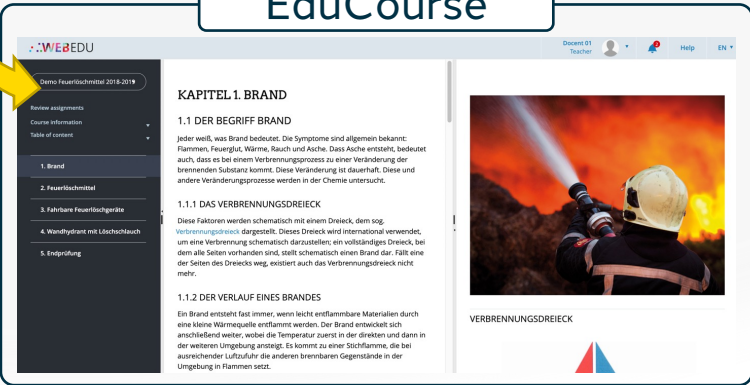 EduCourse
WEBEDU
Docent 01
Teacher
2
Help
EN
Demo Feuerlöschmittel 2018-2019
Review assignments
Course information
Table of content
1. Brand
2. Feuerlöschmittel
3. Fahrbare Feuerlöschgeräte
4. Wandhydrant mit Löschschlauch
5. Endprüfung
KAPITEL 1. BRAND
1.1 DER BEGRIFF BRAND
Jeder weiß, was Brand bedeutet. Die Symptome sind allgemein bekannt:
Flammen, Feuerglut, Wärme, Rauch und Asche. Dass Asche entsteht, bedeutet
auch, dass es bei einem Verbrennungsprozess zu einer Veränderung der
brennenden Substanz kommt. Diese Veränderung ist dauerhaft. Diese und
andere Veränderungsprozesse werden in der Chemie untersucht.
1.1.1 DAS VERBRENNUNGSDREIECK
Diese Faktoren werden schematisch mit einem Dreieck, dem sog.
Verbrennungsdreieck dargestellt. Dieses Dreieck wird international verwendet,
um eine Verbrennung schematisch darzustellen; ein vollständiges Dreieck, bei
dem alle Seiten vorhanden sind, stellt schematisch einen Brand dar. Fällt eine
der Seiten des Dreiecks weg, existiert auch das Verbrennungsdreieck nicht
mehr.
1.1.2 DER VERLAUF EINES BRANDES
Ein Brand entsteht fast immer, wenn leicht entflammbare Materialien durch
eine kleine Wärmequelle entflammt werden. Der Brand entwickelt sich
anschließend weiter, wobei die Temperatur zuerst in der direkten und dann in
der weiteren Umgebung ansteigt. Es kommt zu einer Stichflamme, die bei
ausreichender Luftzufuhr die anderen brennbaren Gegenstände in der
Umgebung in Flammen setzt.
VERBRENNUNGSDREIECK